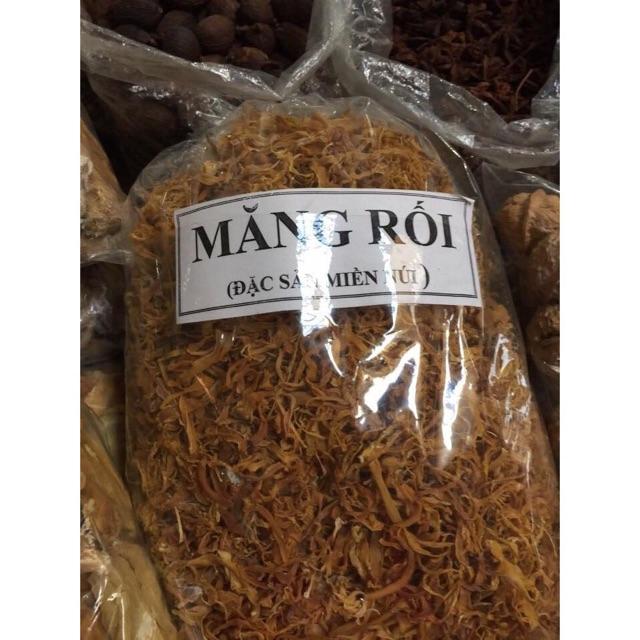 MĂNG RỐI
(ĐẶC SẢN MIỀN NÚI)